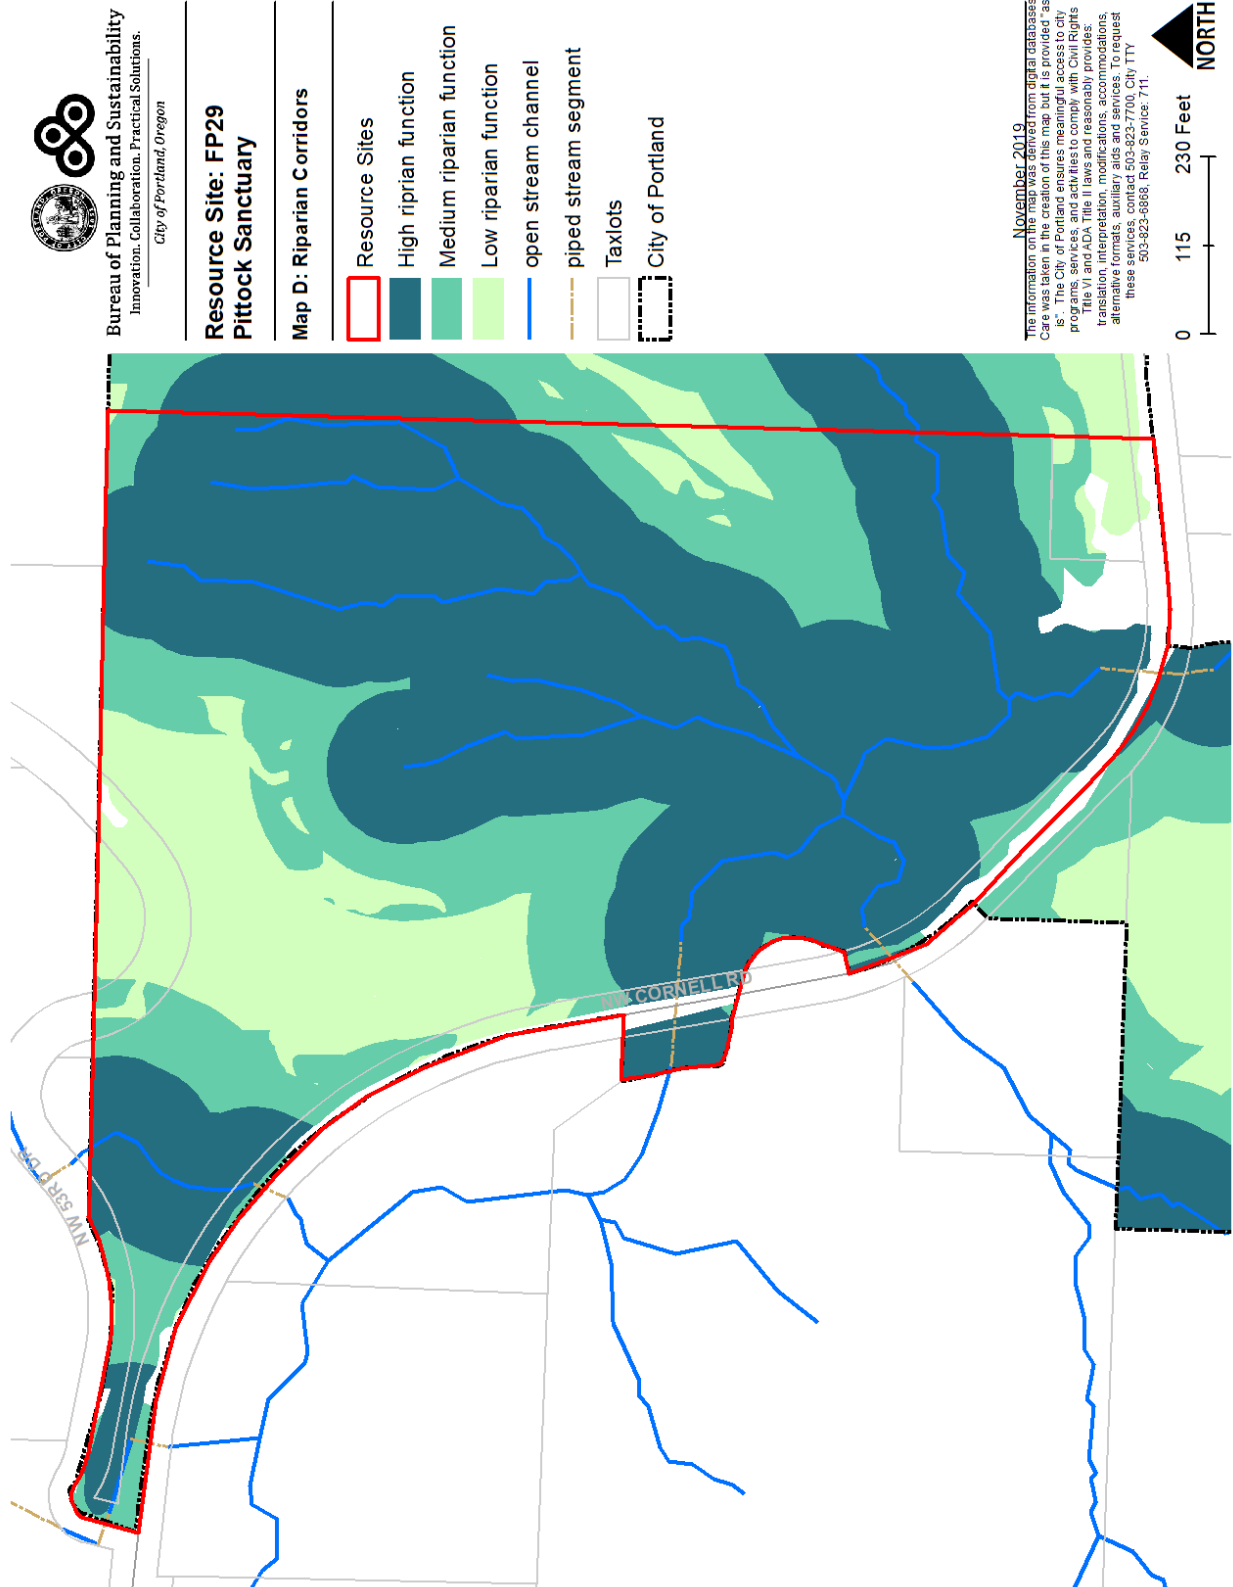 Bureau of Planning and Sustainability
Innovation. Collaboration. Practical Solutions.
City of Portland, Oregon
Resource Site: FP29
Pittock Sanctuary
Map D: Riparian Corridors
Resource Sites
High riprian function
Medium riparian function
Low riparian function
open stream channel
piped stream segment
Taxlots
City of Portland
November 2019
The information on the map was derived from digital databases
Care was taken in the creation of this map but it is provided "as
is". The City of Portland ensures meaningful access to city
programs, services, and activities to comply with Civil Rights
Title VI and ADA Title II laws and reasonably provides:
translation, interpretation, modifications, accommodations,
alternative formats, auxiliary aids and services. To request
these services, contact 503-823-7700, City TTY
503-823-6868, Relay Service: 711.
0 115 230 Feet
NORTH
NW CORNELL RD
NW 53RD DR